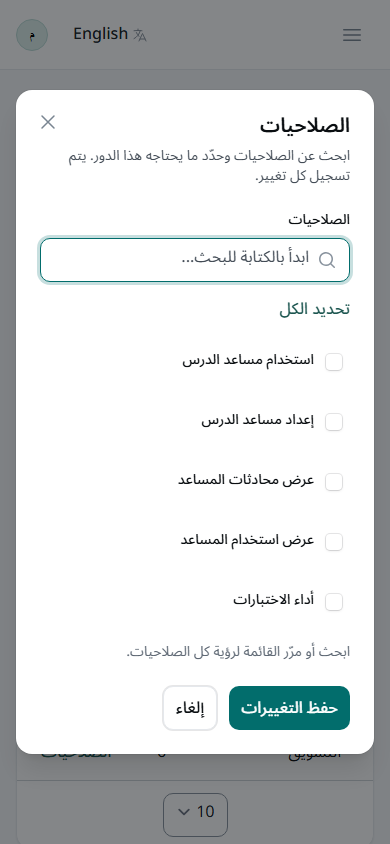 م
English
الصلاحيات
ابحث عن الصلاحيات وحدّد ما يحتاجه هذا الدور. يتم
تسجيل كل تغيير.
الصلاحيات
ابدأ بالكتابة للبحث...
تحديد الكل
استخدام مساعد الدرس
إعداد مساعد الدرس
عرض محادثات المساعد
عرض استخدام المساعد
أداء الاختبارات
ابحث أو مرّر القائمة لرؤية كل الصلاحيات.
حفظ التغييرات
إلغاء
التسويق
الصلاحيات
10